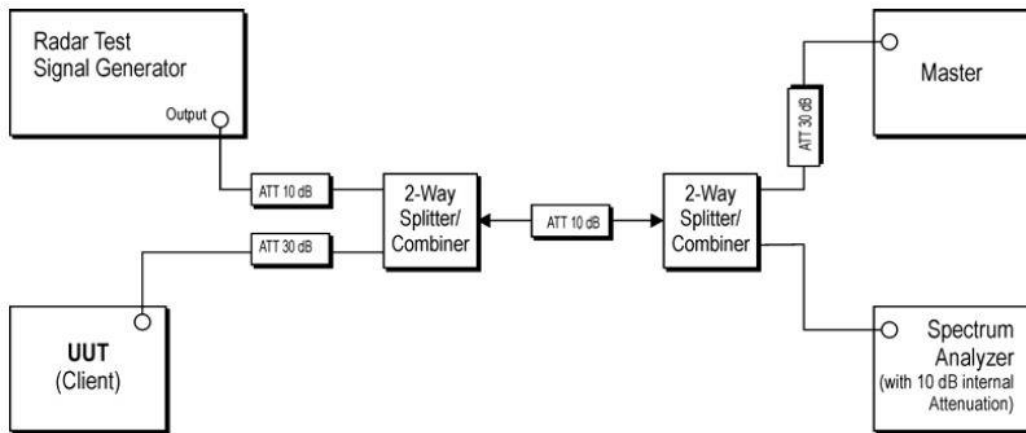 Radar Test
Signal Generator
Output
ATT 10 dB
ATT 30 dB
UUT
(Client)
2-Way
Splitter/
Combiner
ATT 10 dB
2-Way
Splitter/
Combiner
ATT 30 dB
Master
Spectrum
Analyzer
(with 10 dB internal
Attenuation)